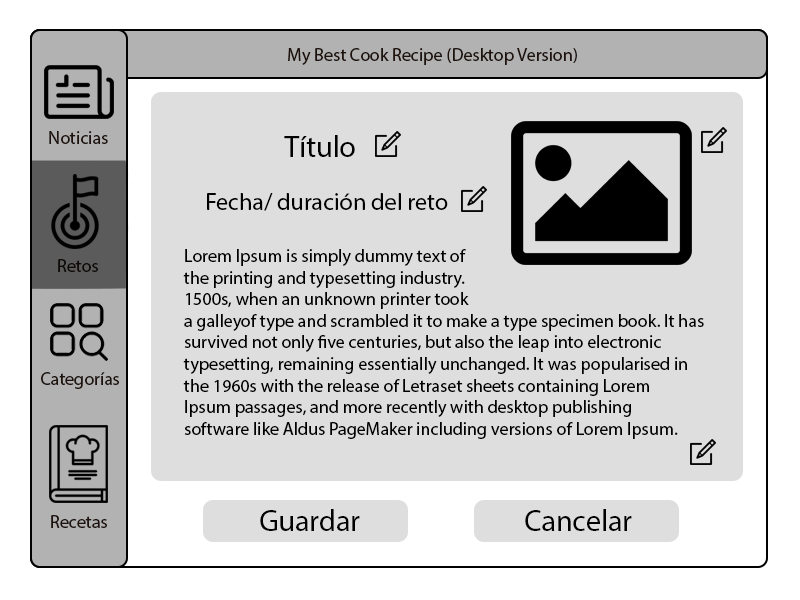 My Best Cook Recipe (Desktop Version)
Noticias
Retos
Categorías
Recetas
Título
Fecha/ duración del reto
Lorem Ipsum is simply dummy text of
the printing and typesetting industry.
1500s, when an unknown printer took
a galleyof type and scrambled it to make a type specimen book. It has
survived not only five centuries, but also the leap into electronic
typesetting, remaining essentially unchanged. It was popularised in
the 1960s with the release of Letraset sheets containing Lorem
Ipsum passages, and more recently with desktop publishing
software like Aldus PageMaker including versions of Lorem Ipsum.
Guardar
Cancelar